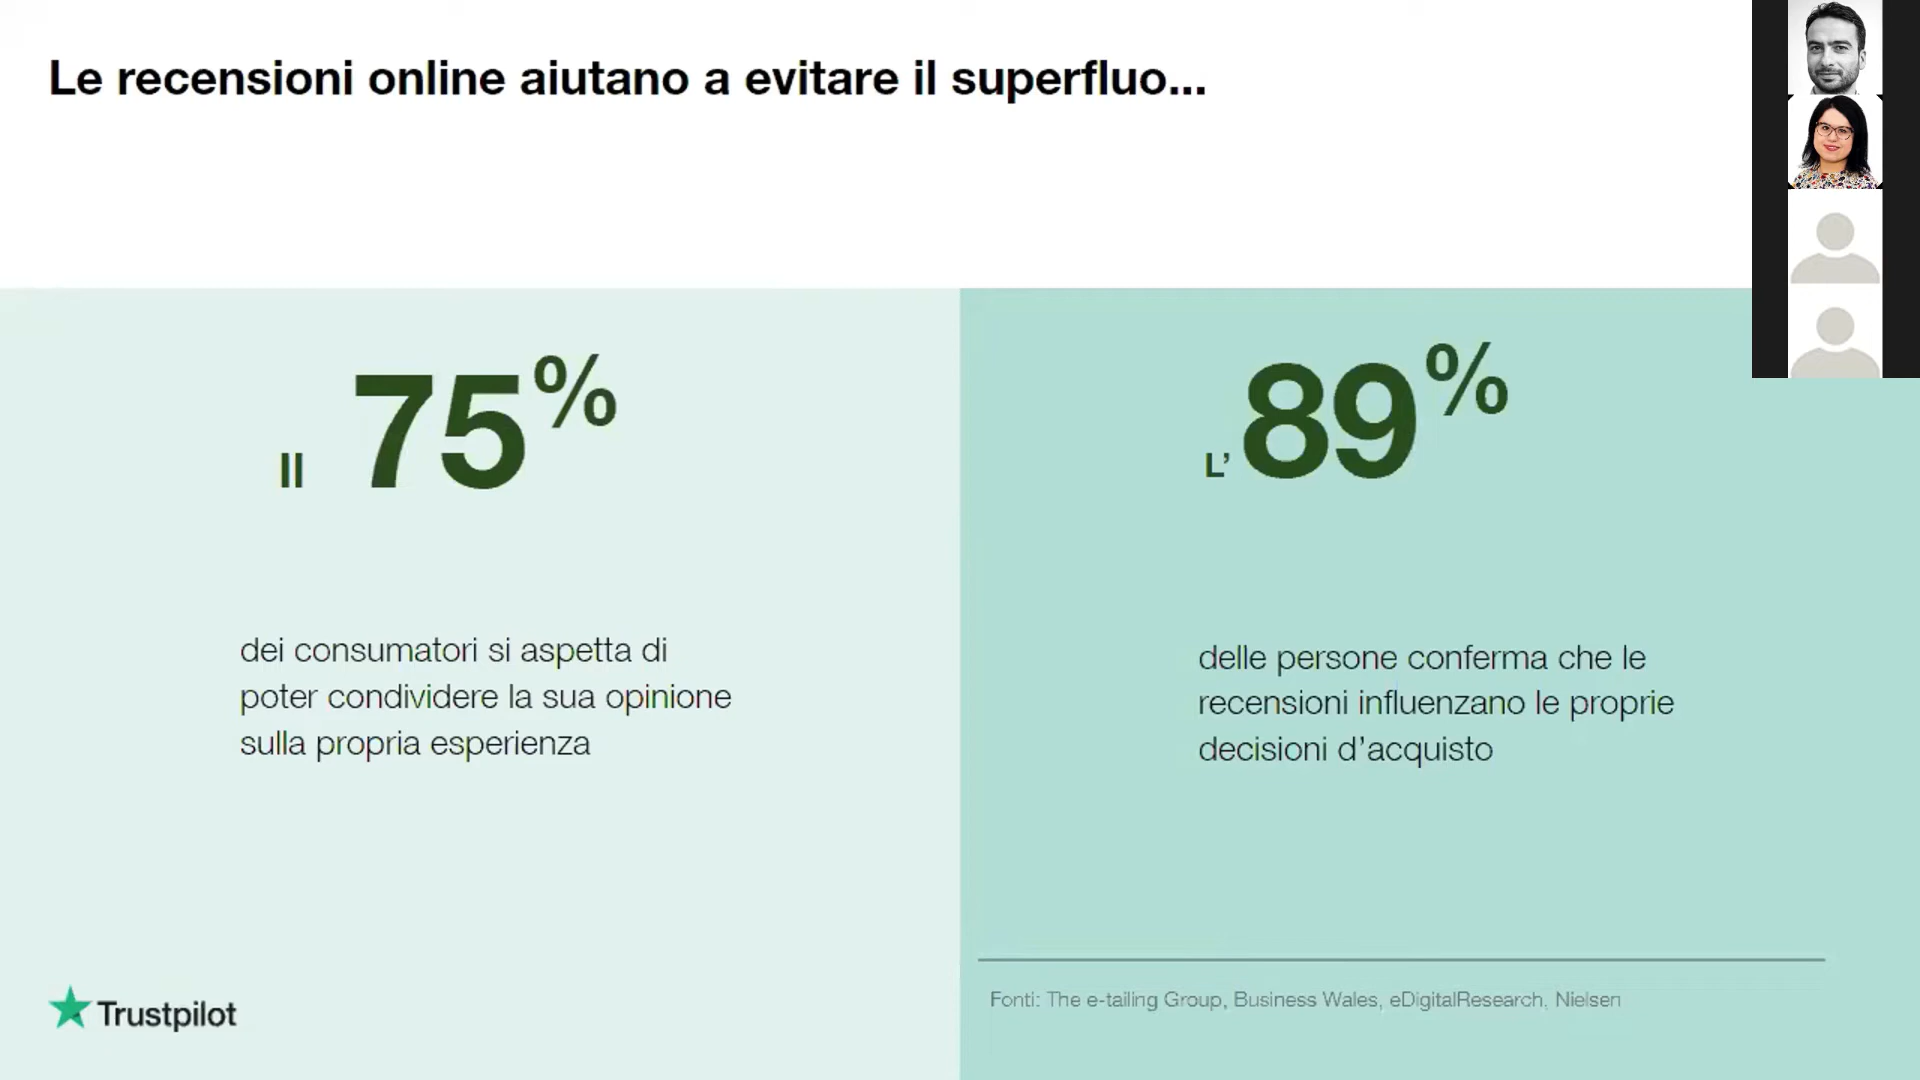 Le recensioni online aiutano a evitare il superfluo...
Il 75%
dei consumatori si aspetta di
poter condividere la sua opinione
sulla propria esperienza
L’89%
delle persone conferma che le
recensioni influenzano le proprie
decisioni d’acquisto
Fonti: The e-tailing Group, Business Wales, eDigitalResearch, Nielsen
Trustpilot